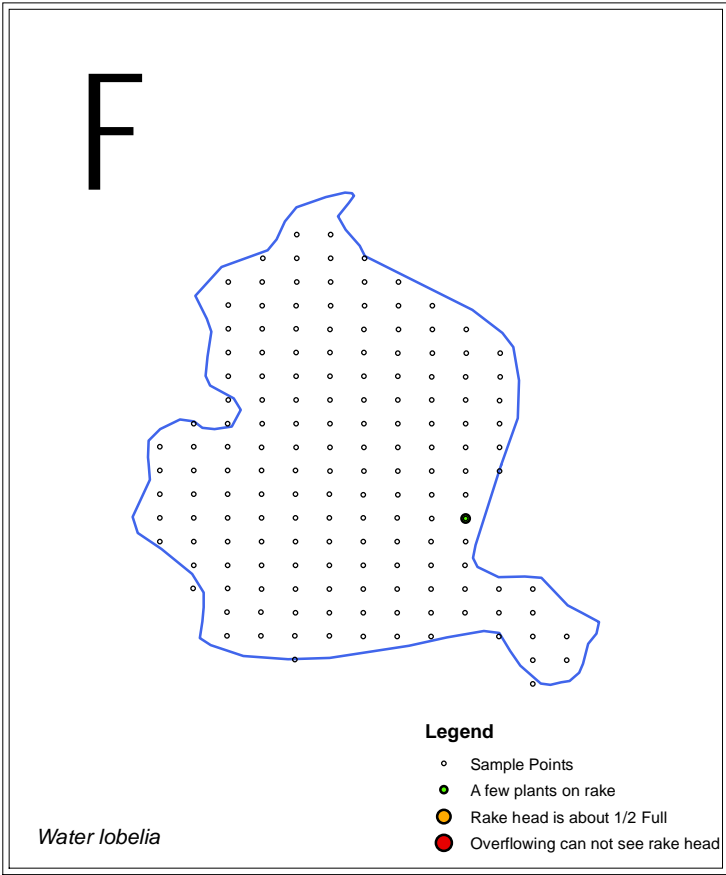 F
Legend
Sample Points
A few plants on rake
Rake head is about 1/2 Full
Overflowing can not see rake head
Water lobelia